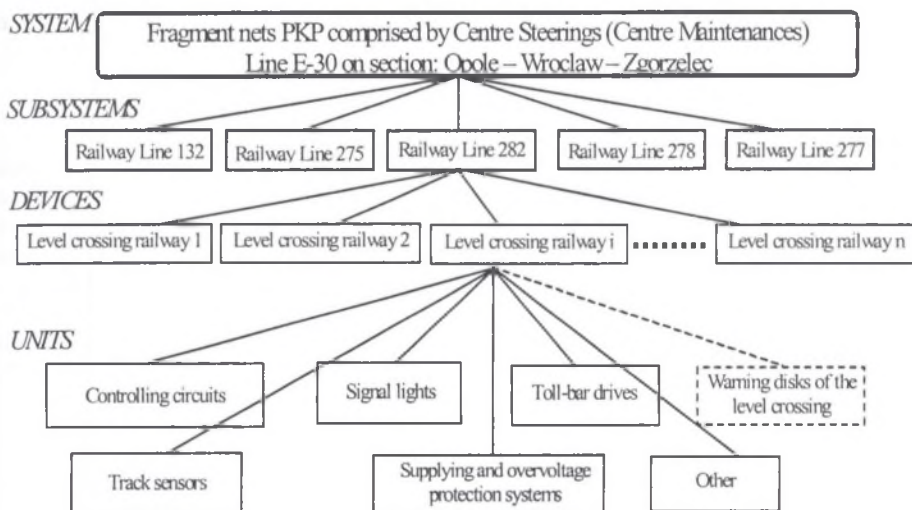 SYSTEM
Fragment nets PKP comprised by Centre Steerings (Centre Maintenances)
Line E-30 on section: Opole – Wroclaw – Zgorzelec
SUBSYSTEMS
Railway Line 132
Railway Line 275
Railway Line 282
Railway Line 278
Railway Line 277
DEVICES
Level crossing railway 1
Level crossing railway 2
Level crossing railway i
Level crossing railway n
UNITS
Controlling circuits
Signal lights
Toll-bar drives
Warning disks of the
level crossing
Track sensors
Supplying and overvoltage
protection systems
Other